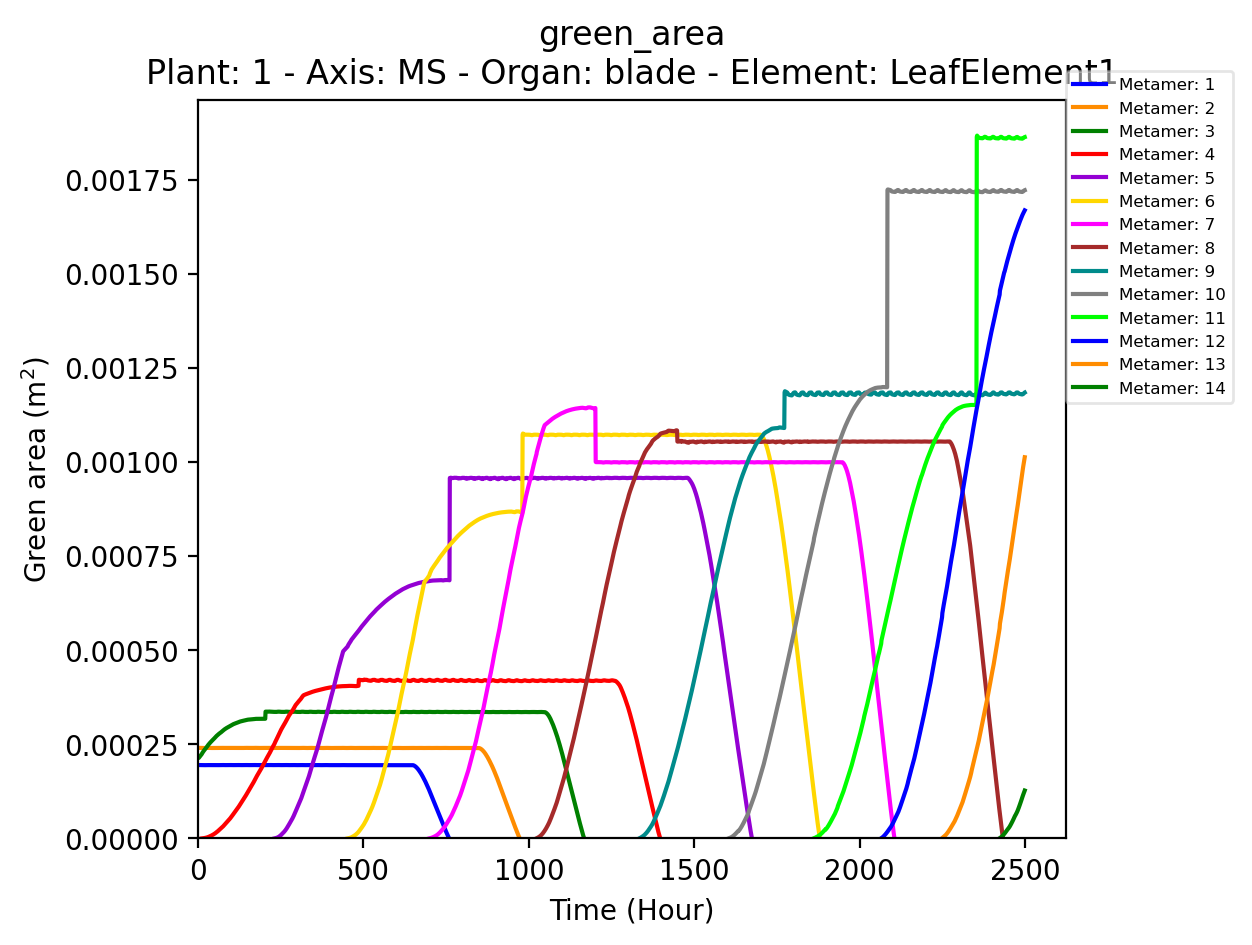 green_area
Plant: 1 - Axis: MS - Organ: blade - Element: LeafElement1
Metamer: 1
Metamer: 2
Metamer: 3
Metamer: 4
Metamer: 5
Metamer: 6
Metamer: 7
Metamer: 8
Metamer: 9
Metamer: 10
Metamer: 11
Metamer: 12
Metamer: 13
Metamer: 14
Green area (m²)
0.00175
0.00150
0.00125
0.00100
0.00075
0.00050
0.00025
0.00000
0 500 1000 1500 2000 2500
Time (Hour)